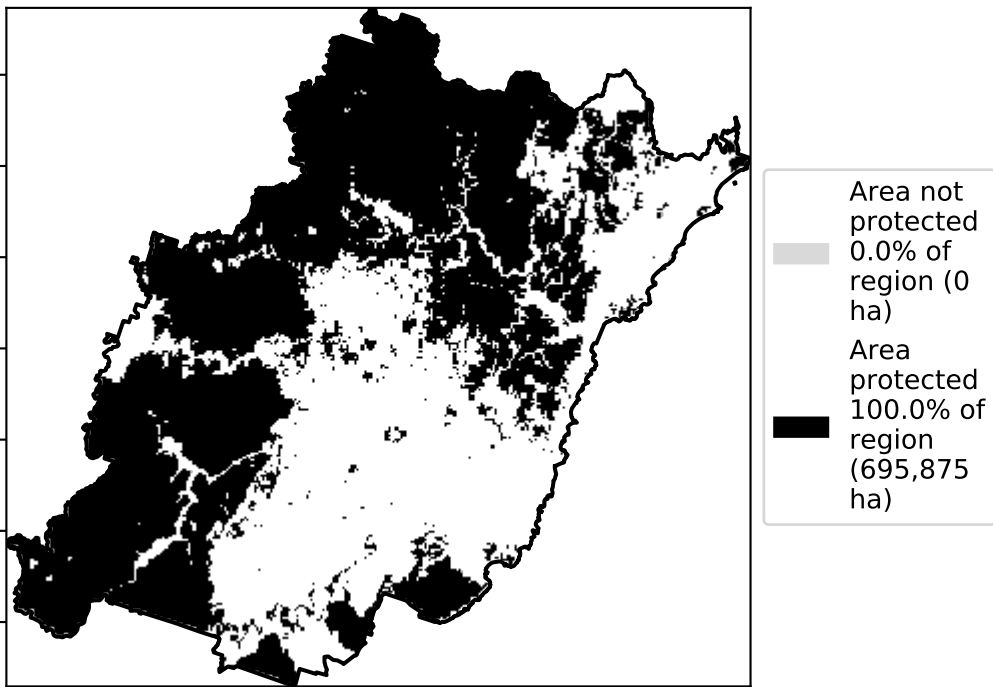 Area not
protected
0.0% of
region (0
ha)
Area
protected
100.0% of
region
(695,875
ha)